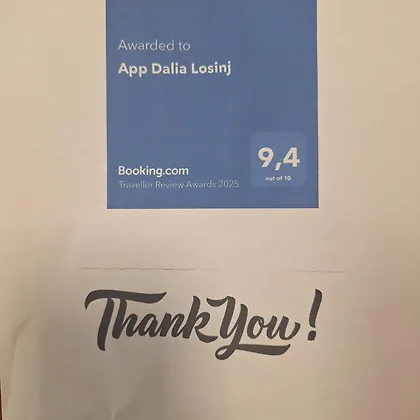 Awarded to
App Dalia Losinj
Booking.com
Traveller Review Awards 2025
9,4
out of 10
Thank You!